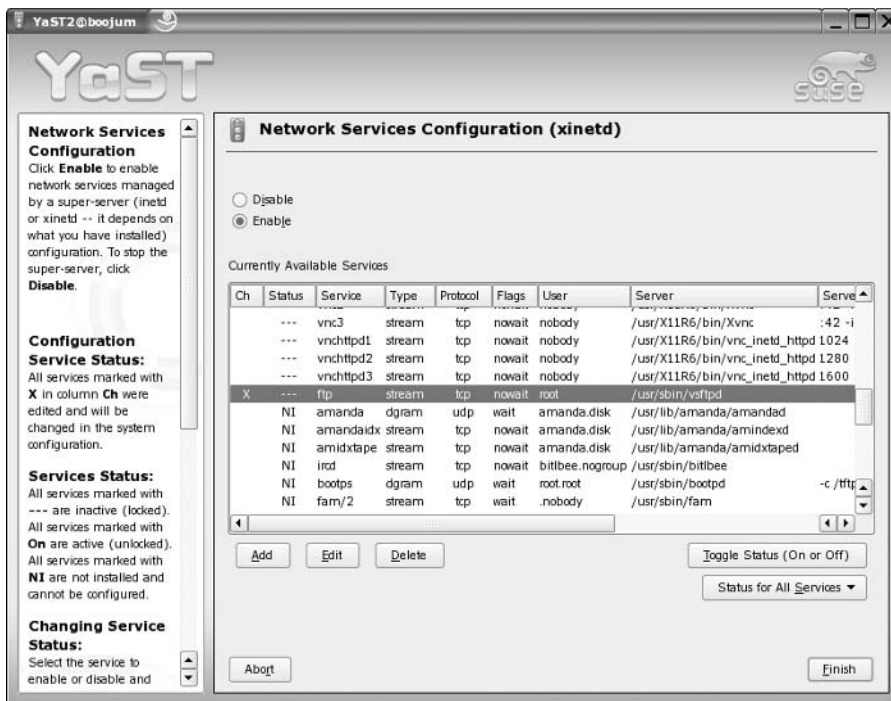 YaST2@boojum
YaST
SUSE
Network Services
Configuration
Click Enable to enable
network services managed
by a super-server (inetd
or xinetd -- it depends on
what you have installed)
configuration. To stop the
super-server, click
Disable.
Configuration
Service Status:
All services marked with
X in column Ch were
edited and will be
changed in the system
configuration.
Services Status:
All services marked with
--- are inactive (locked).
All services marked with
On are active (unlocked).
All services marked with
NI are not installed and
cannot be configured.
Changing Service
Status:
Select the service to
enable or disable and
Network Services Configuration (xinetd)
Disable
Enable
Currently Available Services
Ch Status Service Type Protocol Flags User Server Serve
--- vnc3 stream tcp nowait nobody /usr/X11R6/bin/Xvnc :42 -i
--- vnchttpd1 stream tcp nowait nobody /usr/X11R6/bin/vnc_inetd_httpd 1024
--- vnchttpd2 stream tcp nowait nobody /usr/X11R6/bin/vnc_inetd_httpd 1280
--- vnchttpd3 stream tcp nowait nobody /usr/X11R6/bin/vnc_inetd_httpd 1600
X --- ftp stream tcp nowait root /usr/sbin/vsftpd
NI amanda dgram udp wait amanda.disk /usr/lib/amanda/amandad
NI amandaidx stream tcp nowait amanda.disk /usr/lib/amanda/amindexd
NI amidxtape stream tcp nowait amanda.disk /usr/lib/amanda/amidxtaped
NI ircd stream tcp nowait bitlbee.nogroup /usr/sbin/bitlbee
NI bootps dgram udp wait root.root /usr/sbin/bootpd -c /tftp
NI fam/2 stream tcp wait .nobody /usr/sbin/fam
Add Edit Delete Toggle Status (On or Off)
Status for All Services
Abort Finish